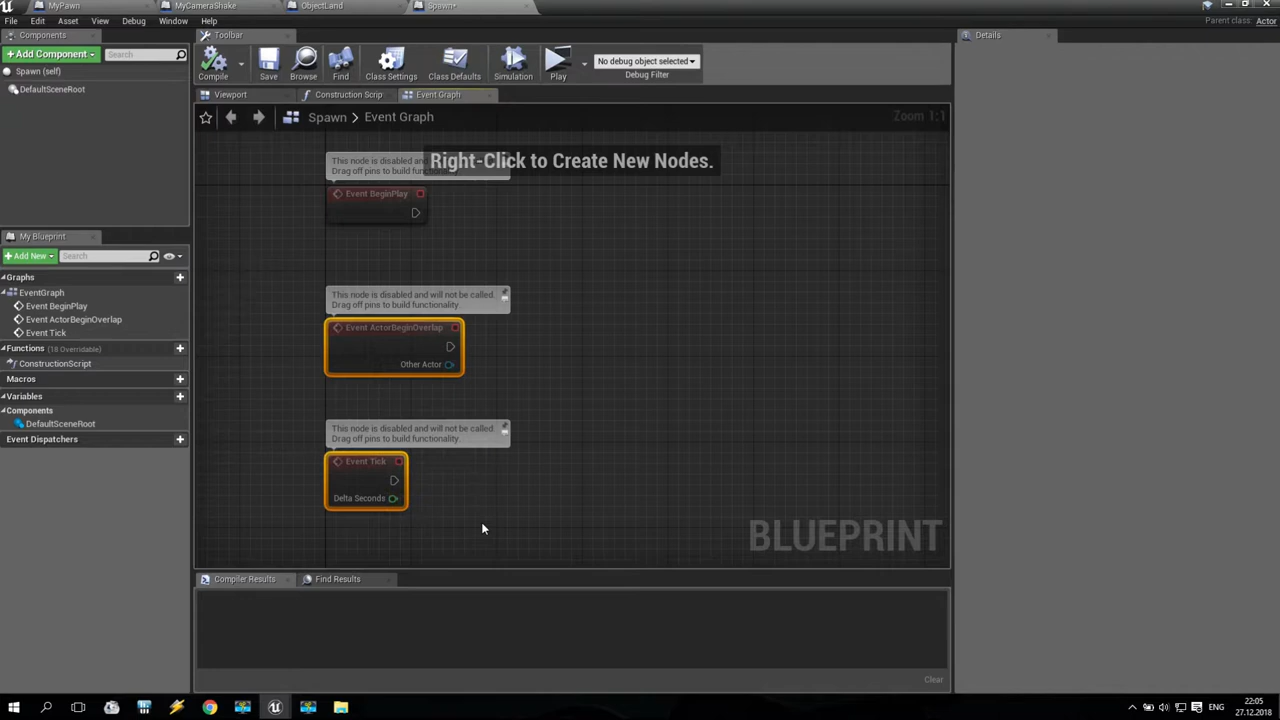 MyPawn
MyCameraShake
ObjectLand
Spawn*
File Edit Asset View Debug Window Help
Parent class: Actor
Components
Toolbar
Details
+Add Component
Search
Spawn (self)
DefaultSceneRoot
Compile
Save
Browse
Find
Class Settings
Class Defaults
Simulation
Play
No debug object selected
Debug Filter
Viewport
Construction Scrip
Event Graph
Spawn > Event Graph
Zoom 1:1
Right-Click to Create New Nodes.
This node is disabled and
Drag off pins to build functionality.
Event BeginPlay
This node is disabled and will not be called.
Drag off pins to build functionality.
Event ActorBeginOverlap
Other Actor
This node is disabled and will not be called.
Drag off pins to build functionality.
Event Tick
Delta Seconds
BLUEPRINT
My Blueprint
+Add New
Search
Graphs
EventGraph
Event BeginPlay
Event ActorBeginOverlap
Event Tick
Functions (18 Overridable)
ConstructionScript
Macros
Variables
Components
DefaultSceneRoot
Event Dispatchers
Compiler Results
Find Results
Clear
ENG
22:05
27.12.2018